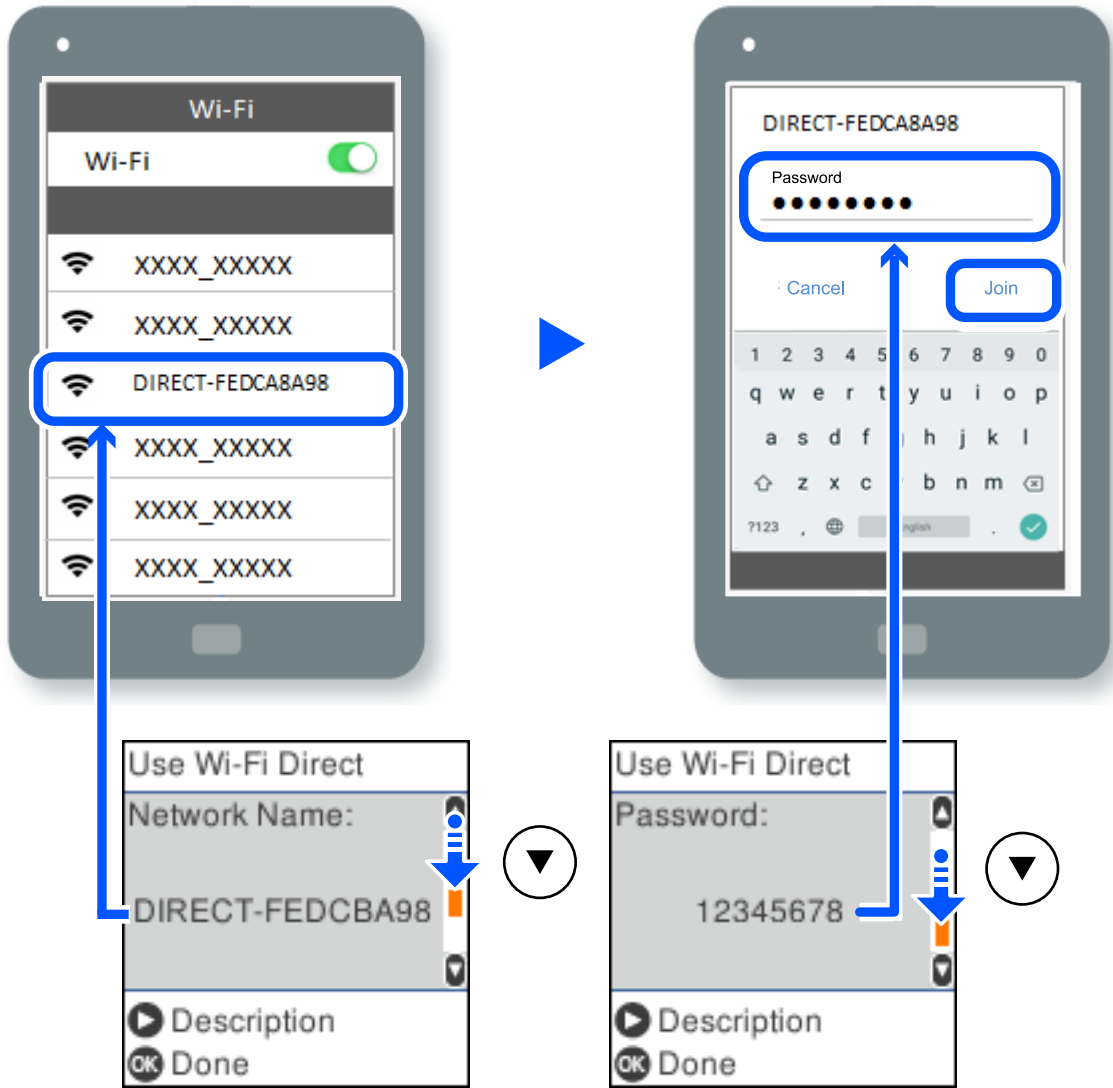 Wi-Fi
Wi-Fi
XXXX_XXXXX
XXXX_XXXXX
DIRECT-FEDCA8A98
XXXX_XXXXX
XXXX_XXXXX
XXXX_XXXXX
DIRECT-FEDCA8A98
Password
Cancel
Join
1 2 3 4 5 6 7 8 9 0
q w e r t y u i o p
a s d f h j k l
z x c b n m
?123 , .
Use Wi-Fi Direct
Network Name:
DIRECT-FEDCBA98
Description
OK Done
Use Wi-Fi Direct
Password:
12345678
Description
OK Done